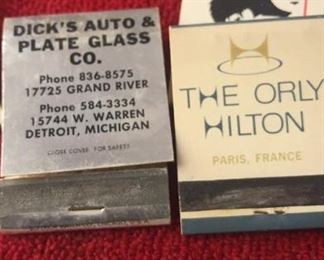 DICK'S AUTO &
PLATE GLASS
CO.
Phone 836-8575
17725 GRAND RIVER
Phone 584-3334
15744 W. WARREN
DETROIT, MICHIGAN
CLOSE COVER FOR SAFETY
THE ORLY
HILTON
PARIS, FRANCE